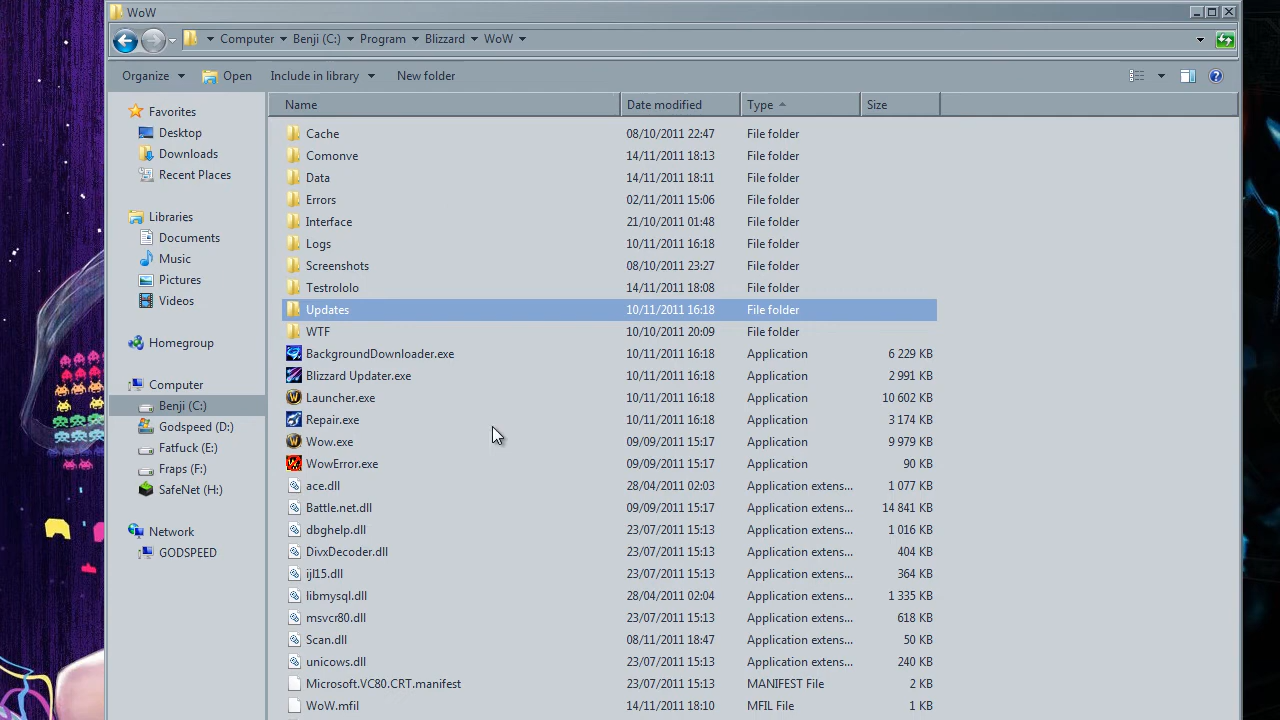 WoW
Computer Benji (C:) Program Blizzard WoW
Organize Open Include in library New folder
Name Date modified Type Size
Favorites
Desktop
Downloads
Recent Places
Libraries
Documents
Music
Pictures
Videos
Homegroup
Computer
Benji (C:)
Godspeed (D:)
Fatfuck (E:)
Fraps (F:)
SafeNet (H:)
Network
GODSPEED
Cache 08/10/2011 22:47 File folder
Comonve 14/11/2011 18:13 File folder
Data 14/11/2011 18:11 File folder
Errors 02/11/2011 15:06 File folder
Interface 21/10/2011 01:48 File folder
Logs 10/11/2011 16:18 File folder
Screenshots 08/10/2011 23:27 File folder
Testrololo 14/11/2011 18:08 File folder
Updates 10/11/2011 16:18 File folder
WTF 10/10/2011 20:09 File folder
BackgroundDownloader.exe 10/11/2011 16:18 Application 6 229 KB
Blizzard Updater.exe 10/11/2011 16:18 Application 2 991 KB
Launcher.exe 10/11/2011 16:18 Application 10 602 KB
Repair.exe 10/11/2011 16:18 Application 3 174 KB
Wow.exe 09/09/2011 15:17 Application 9 979 KB
WowError.exe 09/09/2011 15:17 Application 90 KB
ace.dll 28/04/2011 02:03 Application extens... 1 077 KB
Battle.net.dll 09/09/2011 15:17 Application extens... 14 841 KB
dbghelp.dll 23/07/2011 15:13 Application extens... 1 016 KB
DivxDecoder.dll 23/07/2011 15:13 Application extens... 404 KB
ijl15.dll 23/07/2011 15:13 Application extens... 364 KB
libmysql.dll 28/04/2011 02:04 Application extens... 1 335 KB
msvcr80.dll 23/07/2011 15:13 Application extens... 618 KB
Scan.dll 08/11/2011 18:47 Application extens... 50 KB
unicows.dll 23/07/2011 15:13 Application extens... 240 KB
Microsoft.VC80.CRT.manifest 23/07/2011 15:13 MANIFEST File 2 KB
WoW.mfil 14/11/2011 18:10 MFIL File 1 KB